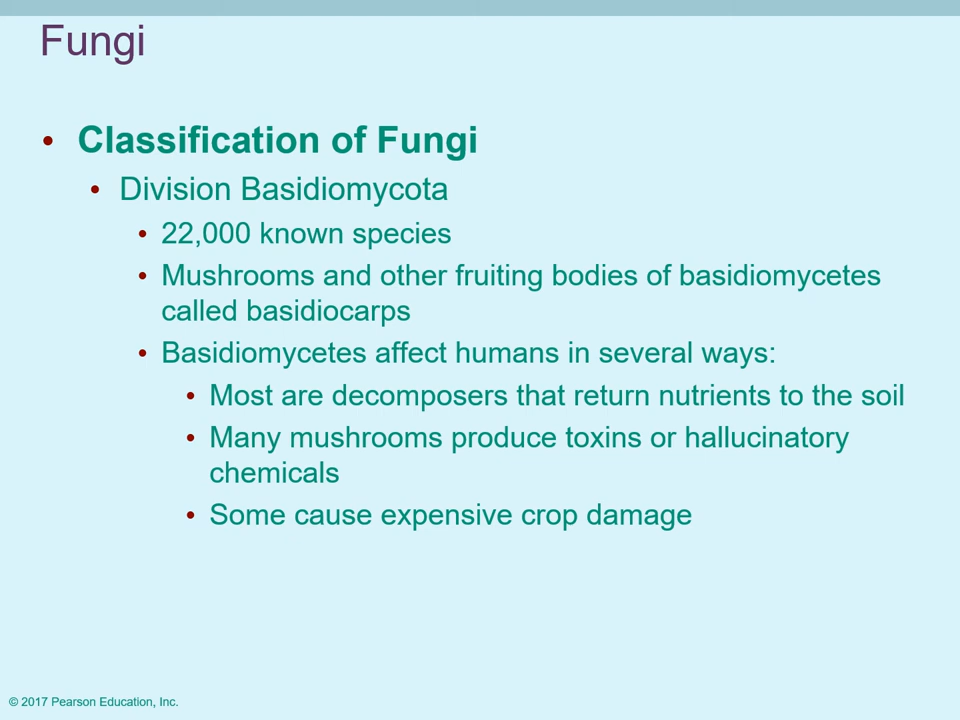 Fungi
• Classification of Fungi
• Division Basidiomycota
• 22,000 known species
• Mushrooms and other fruiting bodies of basidiomycetes
called basidiocarps
• Basidiomycetes affect humans in several ways:
• Most are decomposers that return nutrients to the soil
• Many mushrooms produce toxins or hallucinatory
chemicals
• Some cause expensive crop damage
© 2017 Pearson Education, Inc.